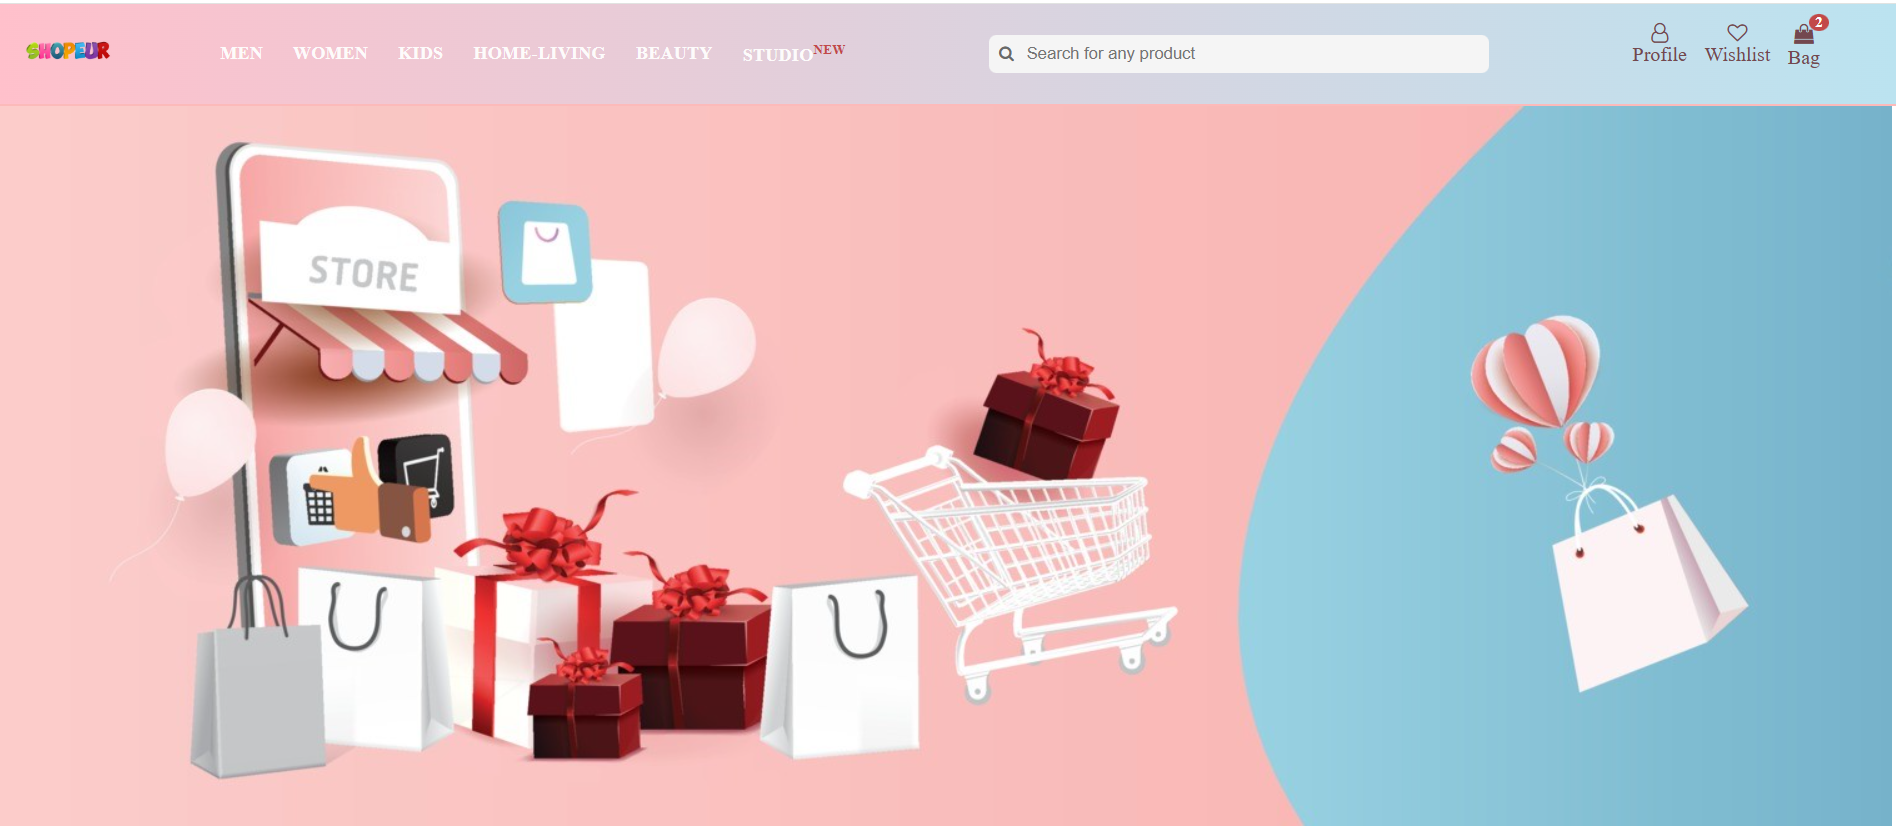 SHOPEUR
MEN WOMEN KIDS HOME-LIVING BEAUTY STUDIO NEW
Search for any product
Profile Wishlist Bag 2
STORE